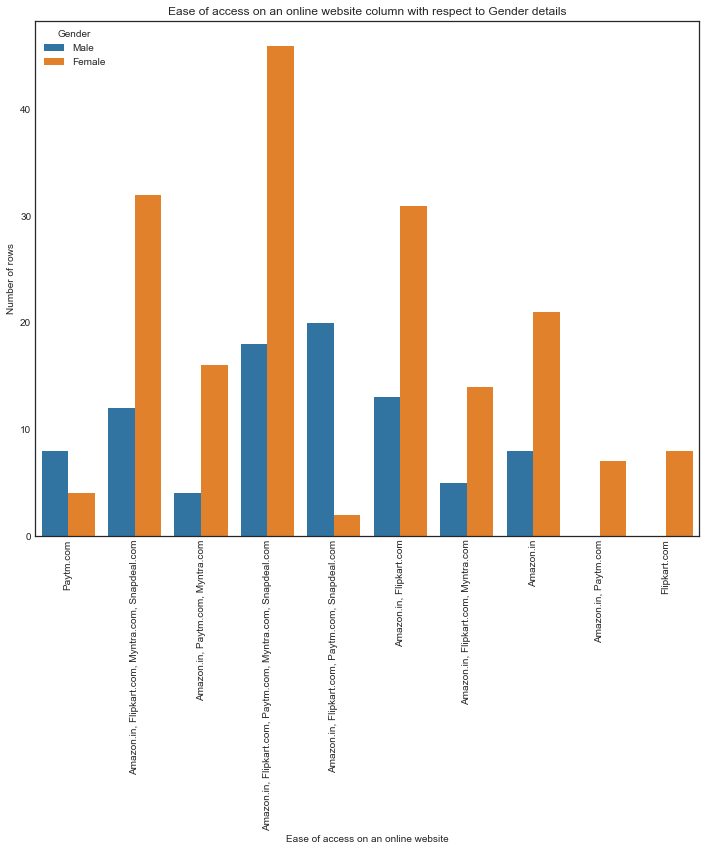 Ease of access on an online website column with respect to Gender details
Gender
Male
Female
Number of rows
40
30
20
10
0
Paytm.com
Amazon.in, Flipkart.com, Myntra.com, Snapdeal.com
Amazon.in, Paytm.com, Myntra.com
Amazon.in, Flipkart.com, Paytm.com, Myntra.com, Snapdeal.com
Amazon.in, Flipkart.com, Paytm.com, Snapdeal.com
Amazon.in, Flipkart.com
Amazon.in, Flipkart.com, Myntra.com
Amazon.in
Amazon.in, Paytm.com
Flipkart.com
Ease of access on an online website